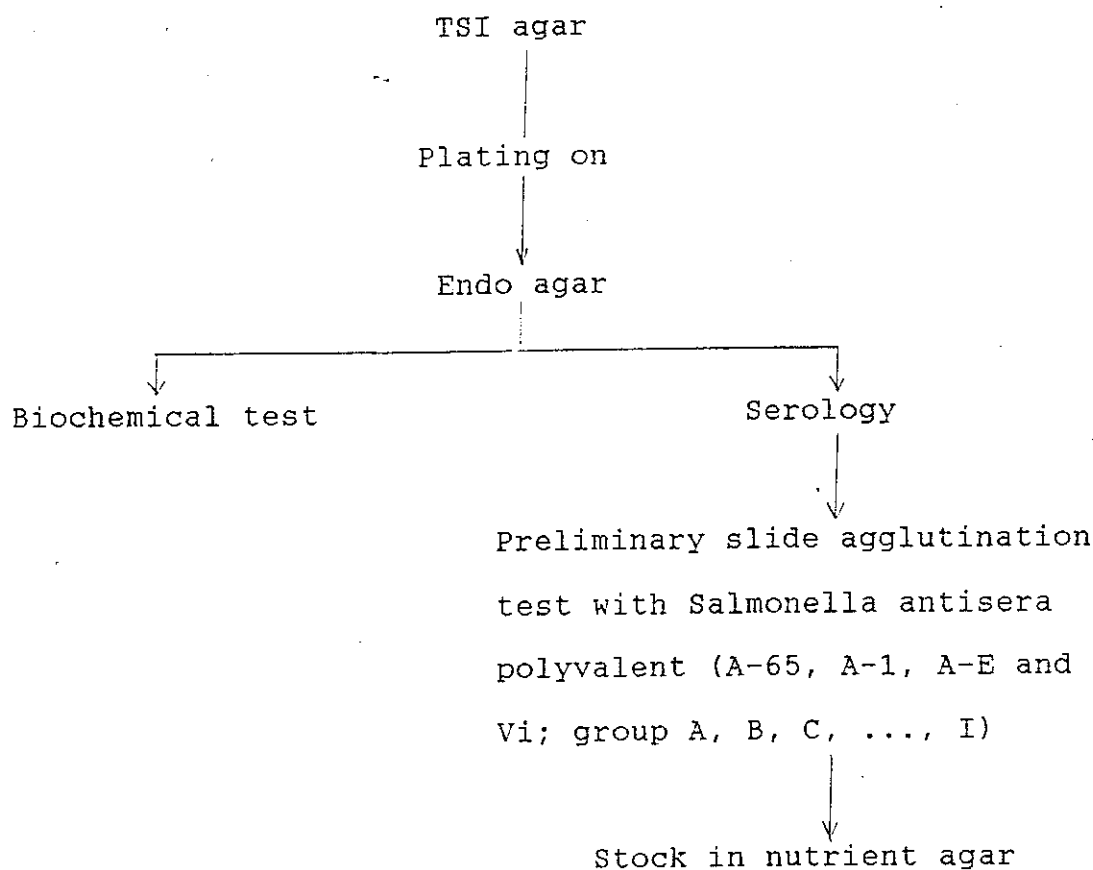 TSI agar
Plating on
Endo agar
Biochemical test
Serology
Preliminary slide agglutination
test with Salmonella antisera
polyvalent (A-65, A-1, A-E and
Vi; group A, B, C, ..., I)
Stock in nutrient agar